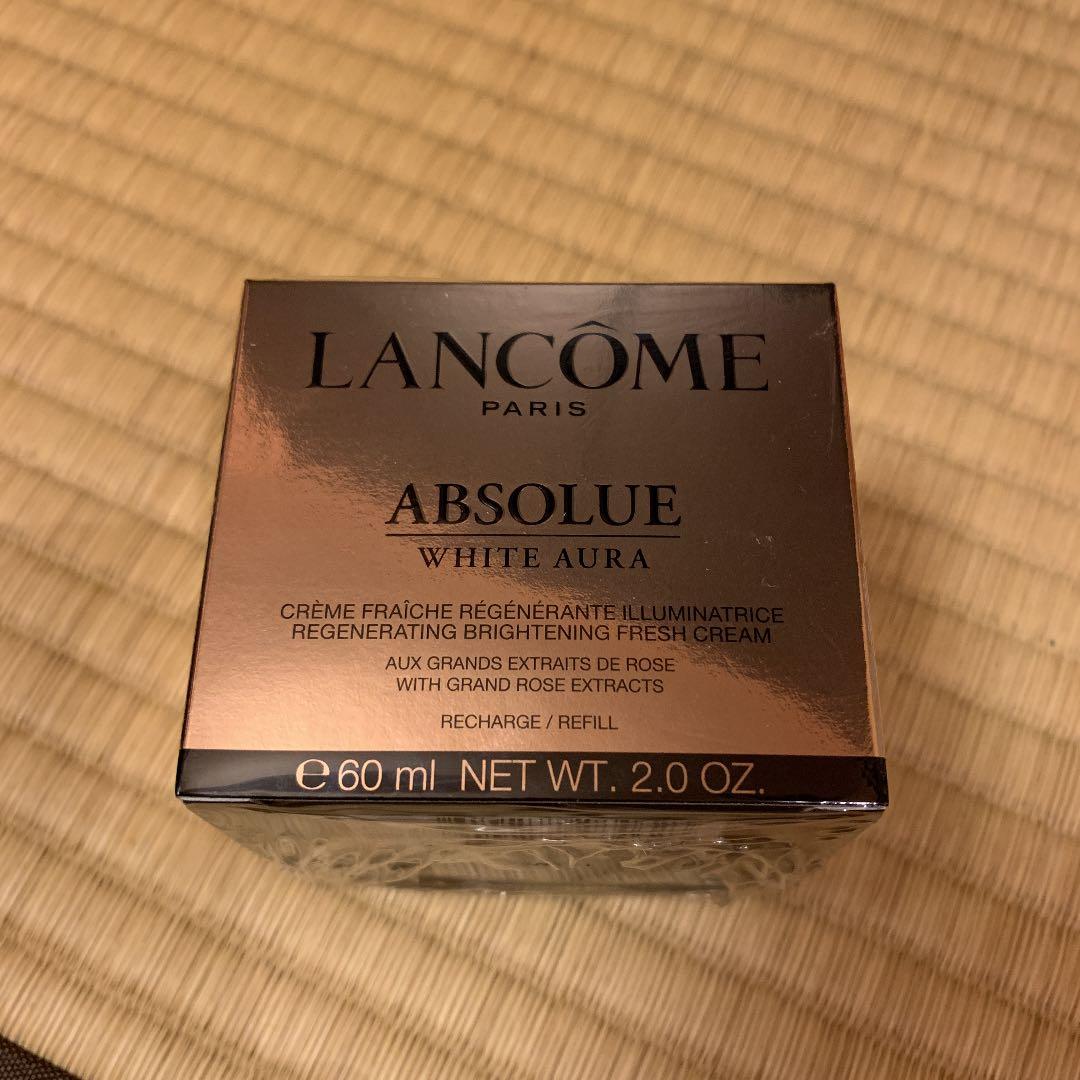 LANCÔME
PARIS
ABSOLUE
WHITE AURA
CRÈME FRAÎCHE RÉGÉNÉRANTE ILLUMINATRICE
REGENERATING BRIGHTENING FRESH CREAM
AUX GRANDS EXTRAITS DE ROSE
WITH GRAND ROSE EXTRACTS
RECHARGE / REFILL
℮ 60 ml NET WT. 2.0 OZ.